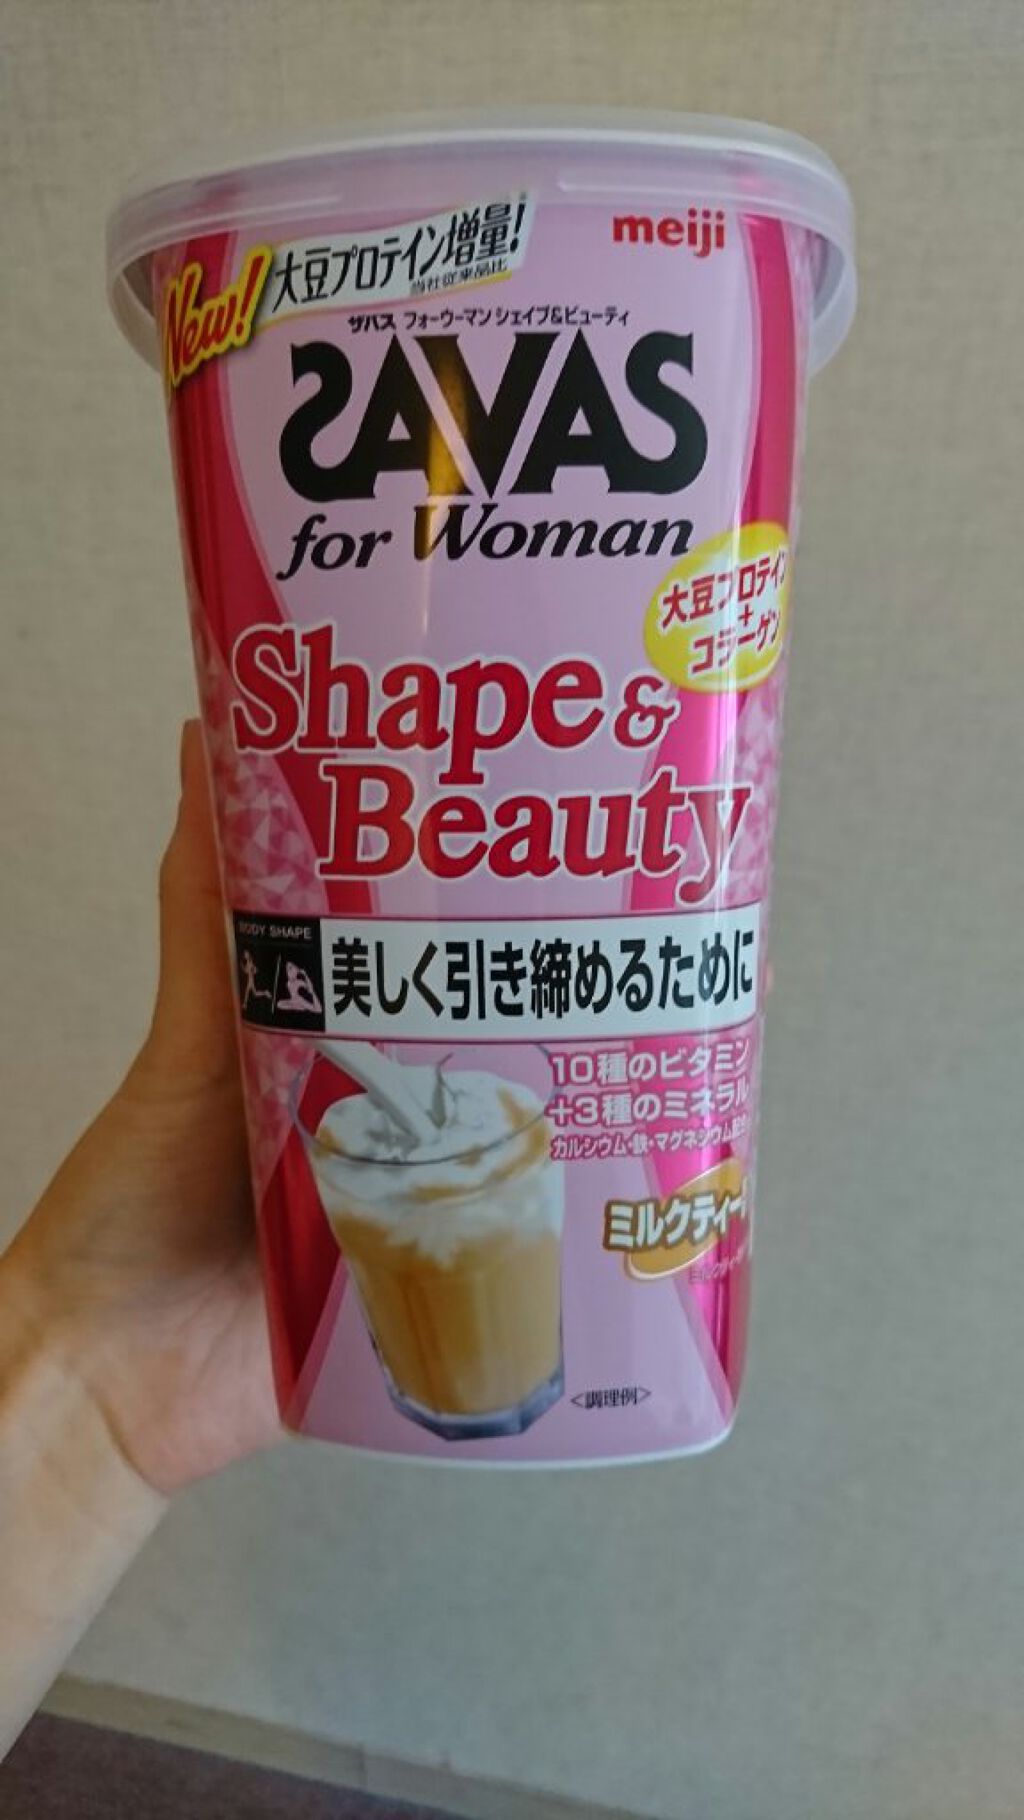 meiji
New! 大豆プロテイン増量!
当社従来品比
ザバス フォーウーマン シェイプ&ビューティ
SAVAS
for Woman
大豆プロテイン
+
コラーゲン
Shape &
Beauty
BODY SHAPE
美しく引き締めるために
10種のビタミン
+3種のミネラル
カルシウム・鉄・マグネシウム配合
ミルクティー
<調理例>